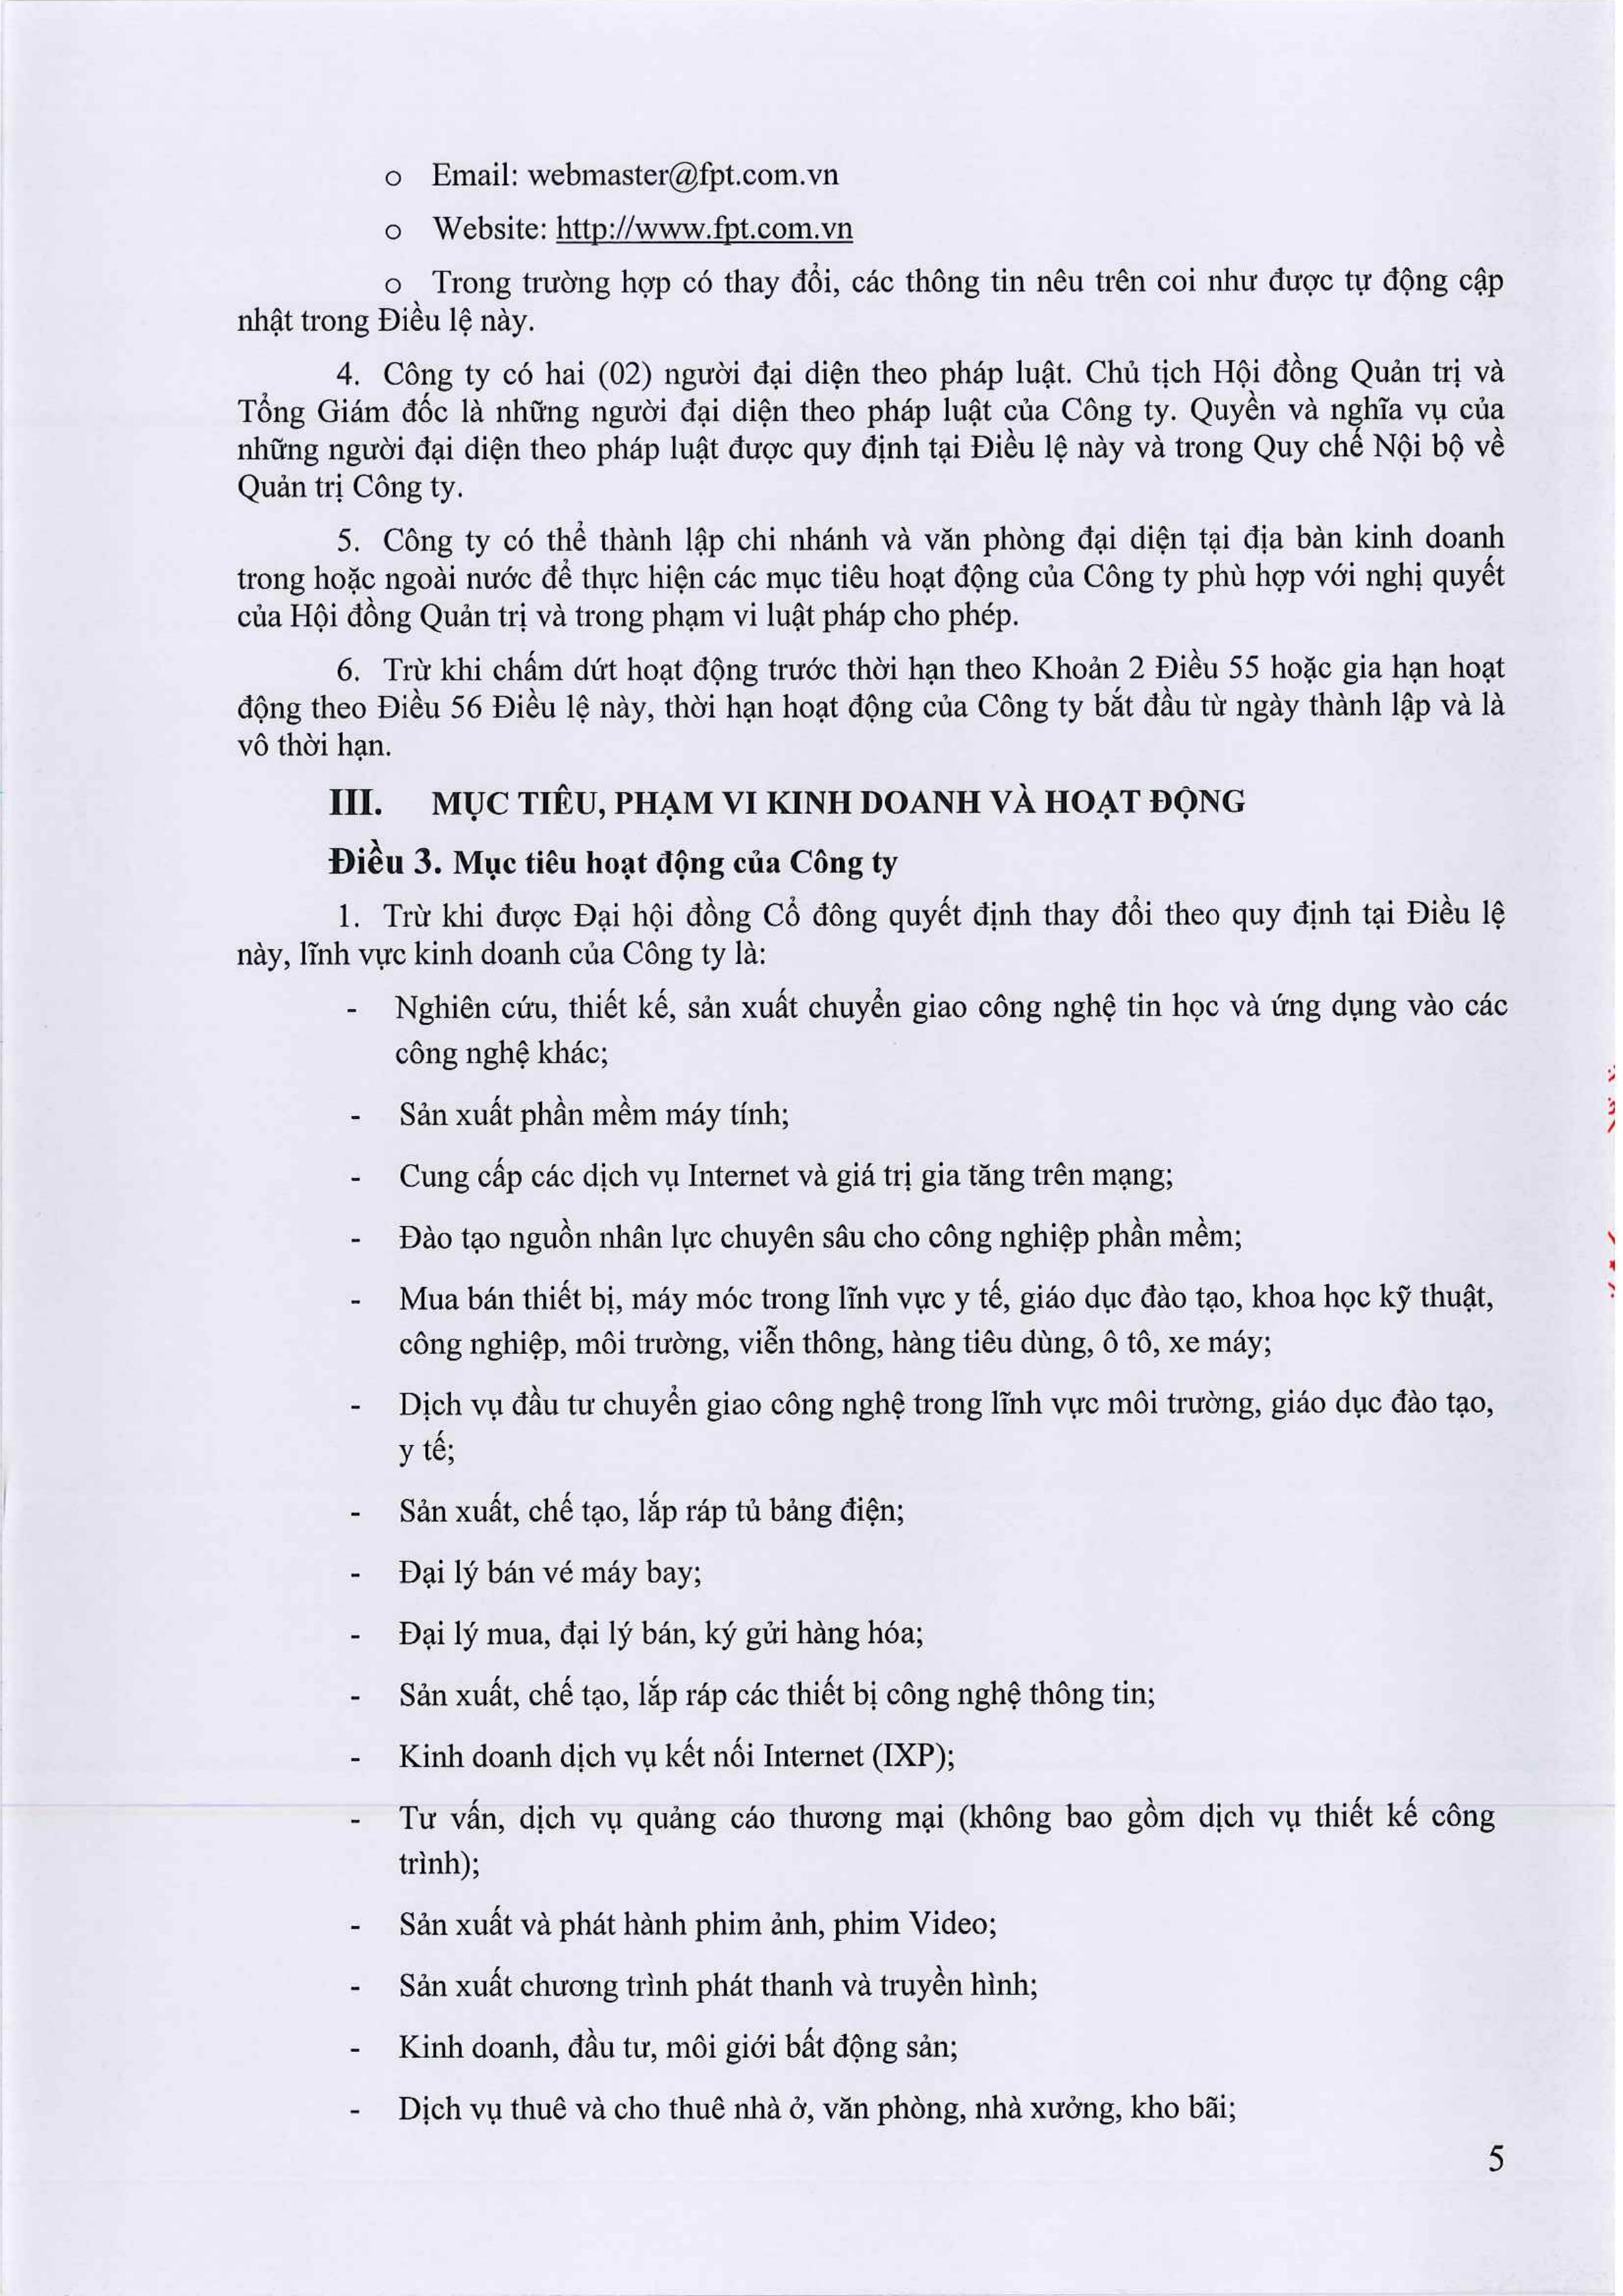 o Email: webmaster@fpt.com.vn
o Website: http://www.fpt.com.vn
o Trong trường hợp có thay đổi, các thông tin nêu trên coi như được tự động cập
nhật trong Điều lệ này.
4. Công ty có hai (02) người đại diện theo pháp luật. Chủ tịch Hội đồng Quản trị và
Tổng Giám đốc là những người đại diện theo pháp luật của Công ty. Quyền và nghĩa vụ của
những người đại diện theo pháp luật được quy định tại Điều lệ này và trong Quy chế Nội bộ về
Quản trị Công ty.
5. Công ty có thể thành lập chi nhánh và văn phòng đại diện tại địa bàn kinh doanh
trong hoặc ngoài nước để thực hiện các mục tiêu hoạt động của Công ty phù hợp với nghị quyết
của Hội đồng Quản trị và trong phạm vi luật pháp cho phép.
6. Trừ khi chấm dứt hoạt động trước thời hạn theo Khoản 2 Điều 55 hoặc gia hạn hoạt
động theo Điều 56 Điều lệ này, thời hạn hoạt động của Công ty bắt đầu từ ngày thành lập và là
vô thời hạn.
III. MỤC TIÊU, PHẠM VI KINH DOANH VÀ HOẠT ĐỘNG
Điều 3. Mục tiêu hoạt động của Công ty
1. Trừ khi được Đại hội đồng Cổ đông quyết định thay đổi theo quy định tại Điều lệ
này, lĩnh vực kinh doanh của Công ty là:
- Nghiên cứu, thiết kế, sản xuất chuyển giao công nghệ tin học và ứng dụng vào các
công nghệ khác;
- Sản xuất phần mềm máy tính;
- Cung cấp các dịch vụ Internet và giá trị gia tăng trên mạng;
- Đào tạo nguồn nhân lực chuyên sâu cho công nghiệp phần mềm;
- Mua bán thiết bị, máy móc trong lĩnh vực y tế, giáo dục đào tạo, khoa học kỹ thuật,
công nghiệp, môi trường, viễn thông, hàng tiêu dùng, ô tô, xe máy;
- Dịch vụ đầu tư chuyển giao công nghệ trong lĩnh vực môi trường, giáo dục đào tạo,
y tế;
- Sản xuất, chế tạo, lắp ráp tủ bảng điện;
- Đại lý bán vé máy bay;
- Đại lý mua, đại lý bán, ký gửi hàng hóa;
- Sản xuất, chế tạo, lắp ráp các thiết bị công nghệ thông tin;
- Kinh doanh dịch vụ kết nối Internet (IXP);
- Tư vấn, dịch vụ quảng cáo thương mại (không bao gồm dịch vụ thiết kế công
trình);
- Sản xuất và phát hành phim ảnh, phim Video;
- Sản xuất chương trình phát thanh và truyền hình;
- Kinh doanh, đầu tư, môi giới bất động sản;
- Dịch vụ thuê và cho thuê nhà ở, văn phòng, nhà xưởng, kho bãi;
5